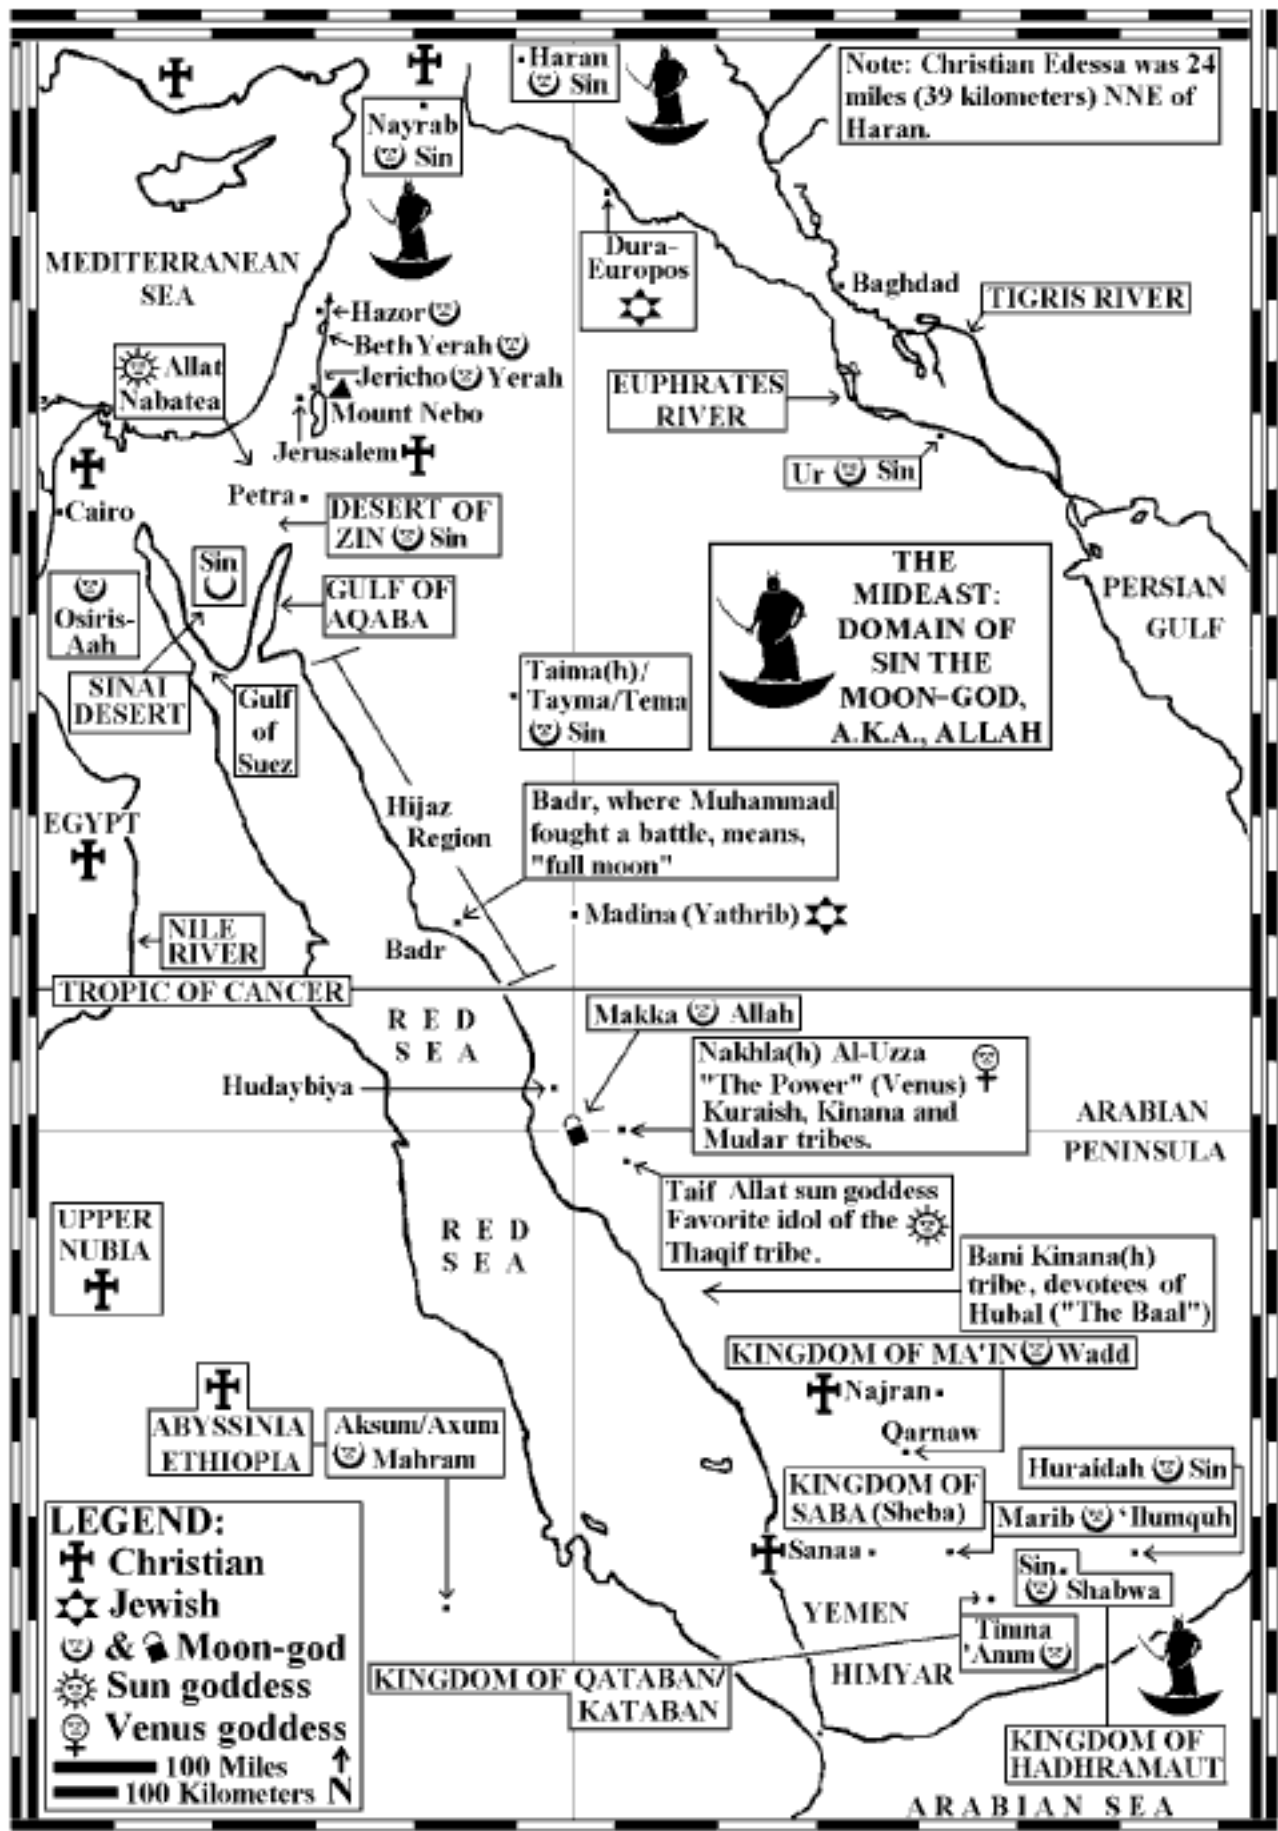 Haran
Sin
Note: Christian Edessa was 24
miles (39 kilometers) NNE of
Haran.
Nayrab
Sin
MEDITERRANEAN
SEA
Dura-
Europos
Baghdad
TIGRIS RIVER
Hazor
Beth Yerah
Jericho Yerah
Mount Nebo
Jerusalem
Allat
Nabatea
EUPHRATES
RIVER
Ur Sin
Cairo
Petra
DESERT OF
ZIN Sin
Sin
GULF OF
AQABA
Osiris-
Aah
SINAI
DESERT
Gulf
of
Suez
THE
MIDEAST:
DOMAIN OF
SIN THE
MOON-GOD,
A.K.A., ALLAH
PERSIAN
GULF
Taima(h)/
Tayma/Tema
Sin
Hijaz
Region
Badr, where Muhammad
fought a battle, means,
"full moon"
EGYPT
Madina (Yathrib)
Badr
NILE
RIVER
TROPIC OF CANCER
RED
SEA
Makka Allah
Nakhla(h) Al-Uzza
"The Power" (Venus)
Kuraish, Kinana and
Mudar tribes.
Hudaybiya
ARABIAN
PENINSULA
Taif Allat sun goddess
Favorite idol of the
Thaqif tribe.
UPPER
NUBIA
RED
SEA
Bani Kinana(h)
tribe, devotees of
Hubal ("The Baal")
KINGDOM OF MA'IN Wadd
Najran
Qarnaw
ABYSSINIA
ETHIOPIA
Aksum/Axum
Mahram
KINGDOM OF
SABA (Sheba)
Huraidah Sin
Marib 'Ilumquh
Sanaa
Sin
Shabwa
YEMEN
Timna
'Amm
HIMYAR
KINGDOM OF QATABAN/
KATABAN
KINGDOM OF
HADHRAMAUT
ARABIAN SEA
LEGEND:
Christian
Jewish
& Moon-god
Sun goddess
Venus goddess
100 Miles
100 Kilometers N